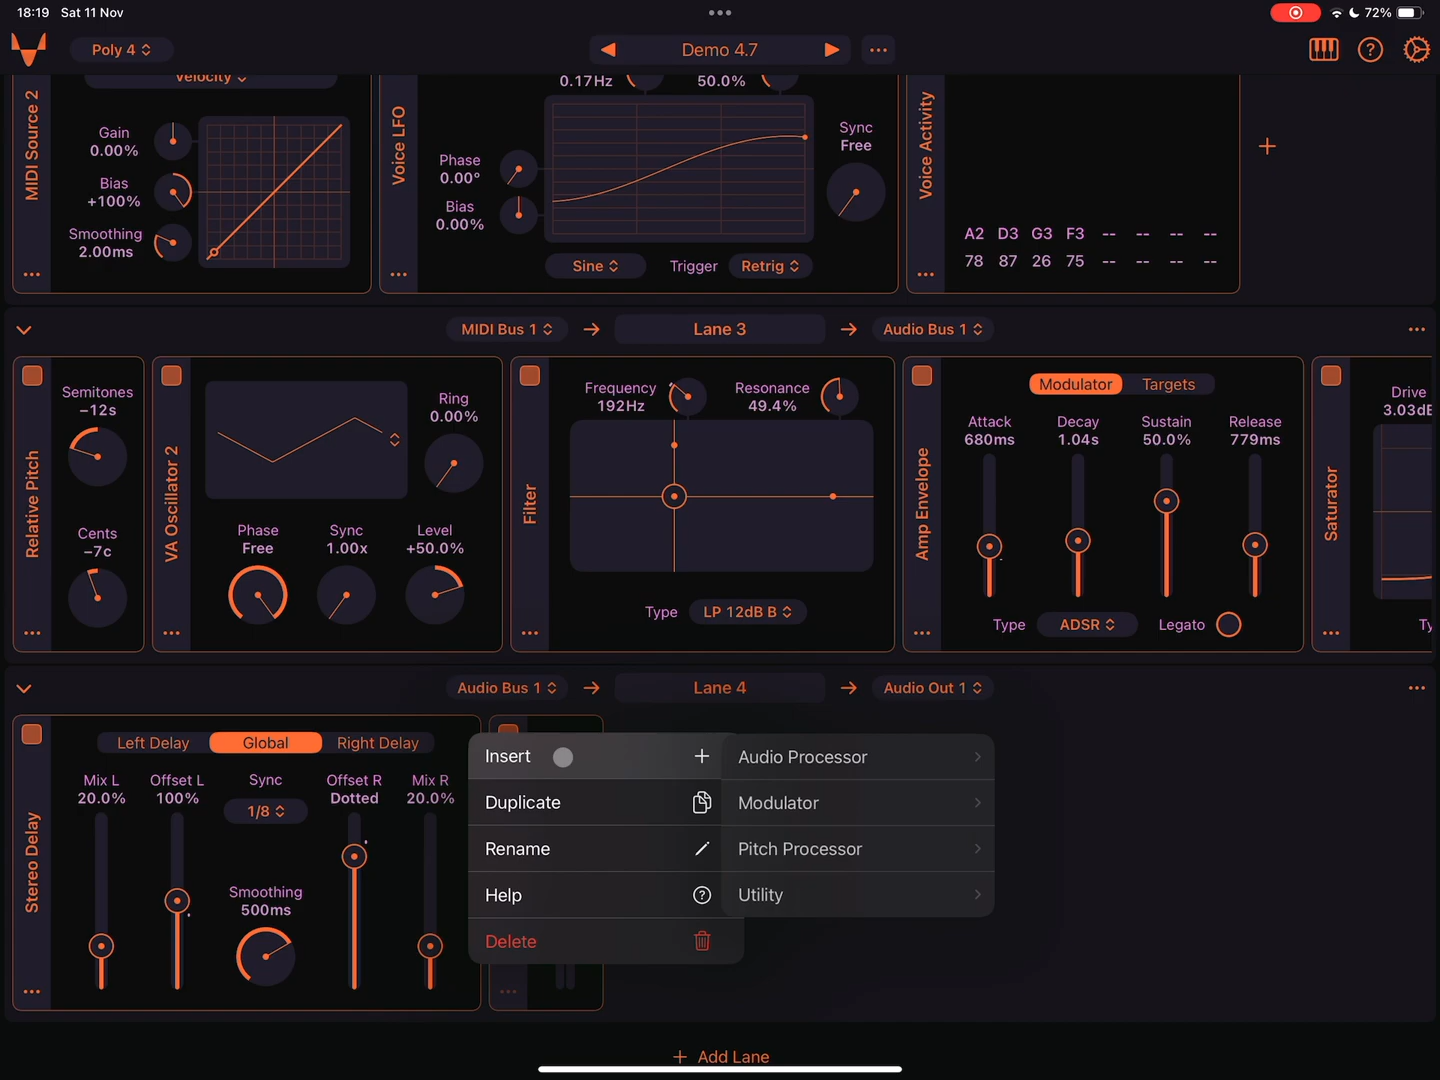 18:19 Sat 11 Nov
72%
Poly 4
Demo 4.7
Velocity
MIDI Source 2
Gain
0.00%
Bias
+100%
Smoothing
2.00ms
Voice LFO
0.17Hz
50.0%
Phase
0.00°
Bias
0.00%
Sync
Free
Sine
Trigger
Retrig
Voice Activity
A2 D3 G3 F3 -- -- -- --
78 87 26 75 -- -- -- --
MIDI Bus 1
Lane 3
Audio Bus 1
Relative Pitch
Semitones
−12s
Cents
−7c
VA Oscillator 2
Ring
0.00%
Phase
Free
Sync
1.00x
Level
+50.0%
Filter
Frequency
192Hz
Resonance
49.4%
Type
LP 12dB B
Amp Envelope
Modulator
Targets
Attack
680ms
Decay
1.04s
Sustain
50.0%
Release
779ms
Type
ADSR
Legato
Saturator
Drive
3.03dB
Ty
Audio Bus 1
Lane 4
Audio Out 1
Stereo Delay
Left Delay
Global
Right Delay
Mix L
20.0%
Offset L
100%
Sync
1/8
Offset R
Dotted
Mix R
20.0%
Smoothing
500ms
Insert
Duplicate
Rename
Help
Delete
Audio Processor
Modulator
Pitch Processor
Utility
+ Add Lane